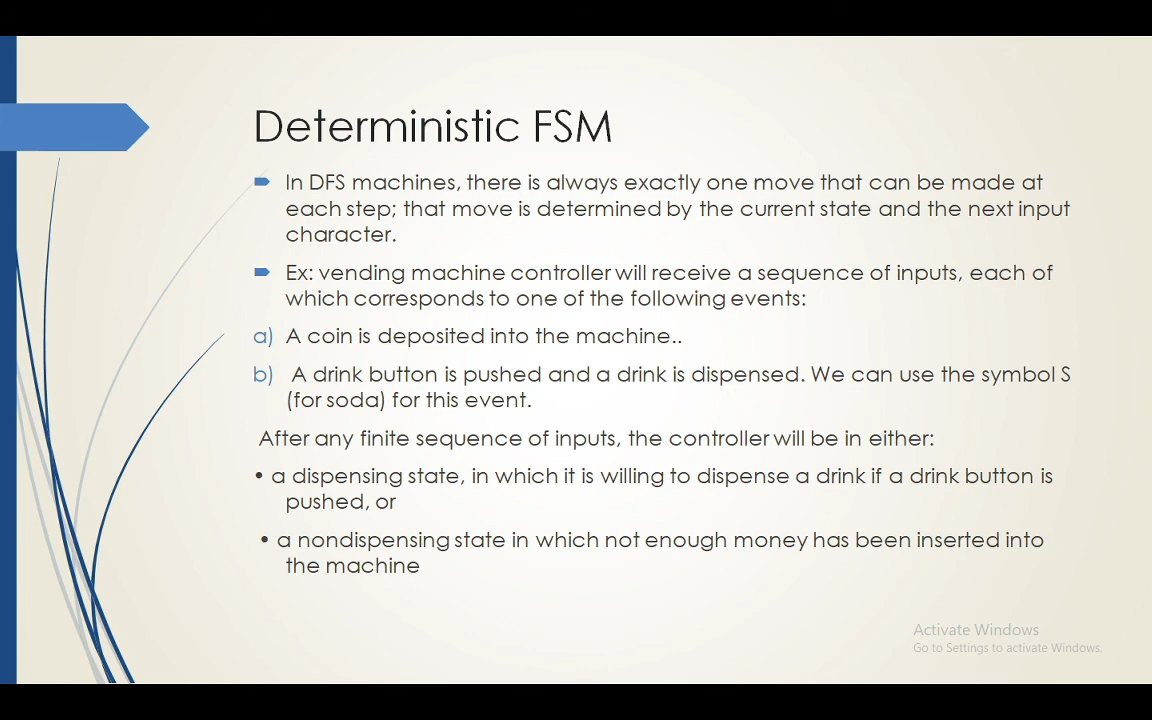 Deterministic FSM
In DFS machines, there is always exactly one move that can be made at
each step; that move is determined by the current state and the next input
character.
Ex: vending machine controller will receive a sequence of inputs, each of
which corresponds to one of the following events:
a) A coin is deposited into the machine..
b) A drink button is pushed and a drink is dispensed. We can use the symbol S
(for soda) for this event.
After any finite sequence of inputs, the controller will be in either:
• a dispensing state, in which it is willing to dispense a drink if a drink button is
pushed, or
• a nondispensing state in which not enough money has been inserted into
the machine
Activate Windows
Go to Settings to activate Windows.